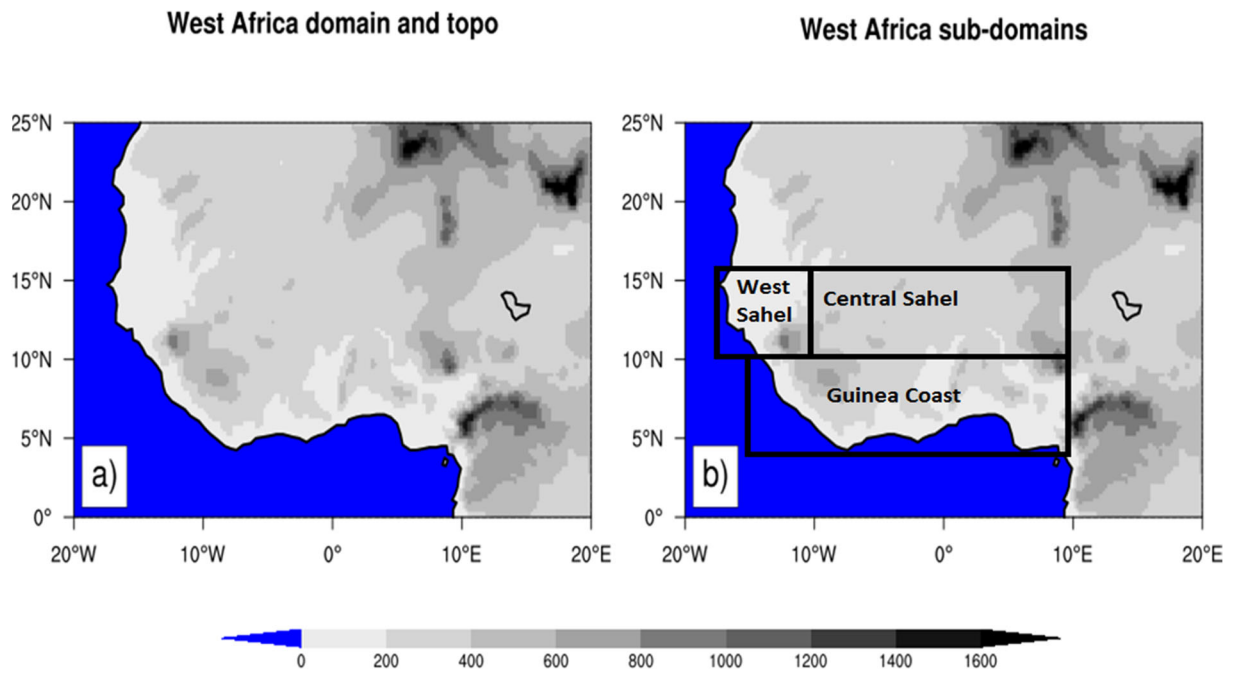 West Africa domain and topo
25°N
20°N
15°N
10°N
5°N
0°
20°W
10°W
0°
10°E
20°E
a)
West Africa sub-domains
25°N
20°N
15°N
10°N
5°N
0°
20°W
10°W
0°
10°E
20°E
West
Sahel
Central Sahel
Guinea Coast
b)
0 200 400 600 800 1000 1200 1400 1600